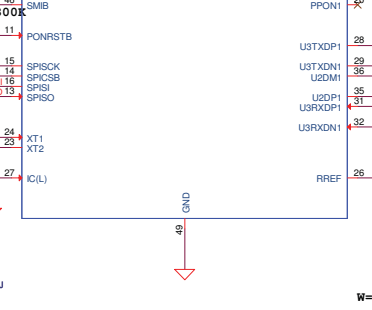 SMIB
PPON1
300K
11 PONRSTB
28
U3TXDP1
15 SPISCK
U3TXDN1 29
14 SPICSB
U2DM1 36
16 SPISI
13 SPISO
U2DP1 35
U3RXDP1 31
U3RXDN1 32
24 XT1
23 XT2
27 IC(L)
RREF 26
GND
49
W=